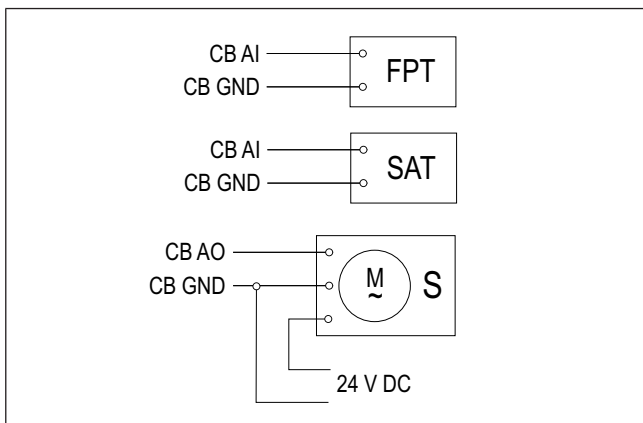 CB AI
CB GND
FPT
CB AI
CB GND
SAT
CB AO
CB GND
M
~
S
24 V DC